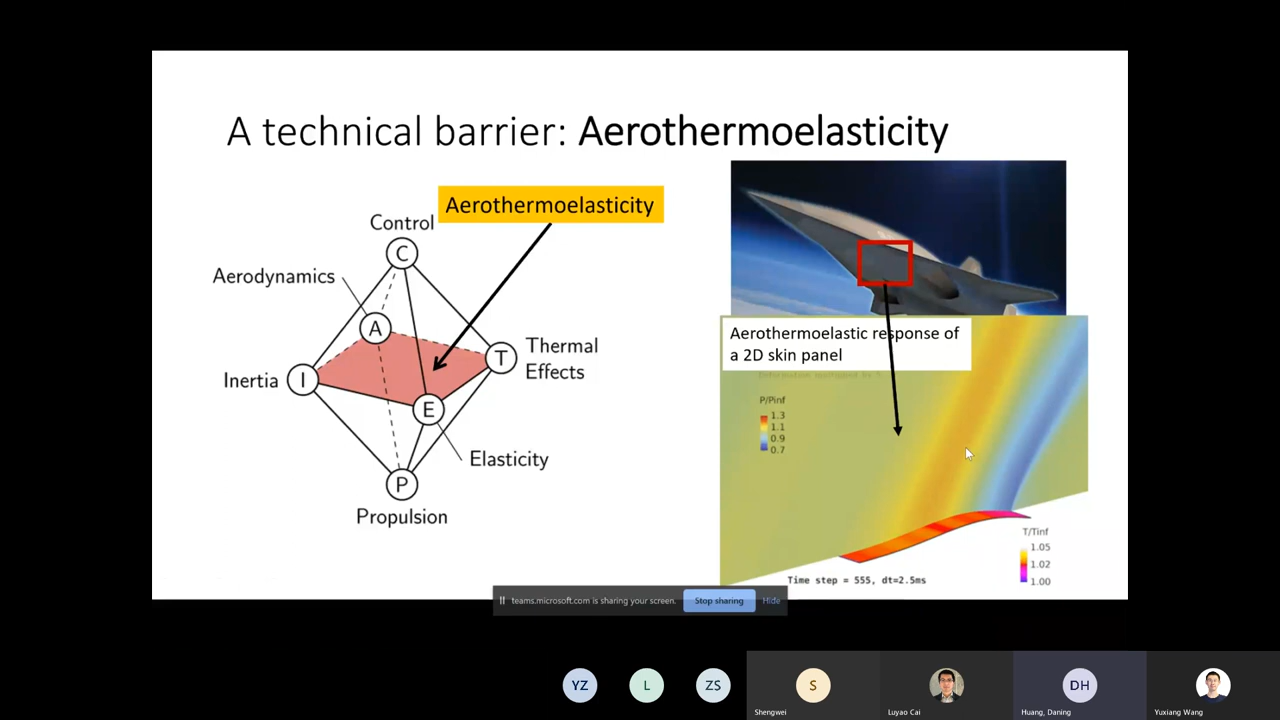 A technical barrier: Aerothermoelasticity
Aerothermoelasticity
Control
C
Aerodynamics
A
T
Thermal
Effects
Inertia
I
E
Elasticity
P
Propulsion
Aerothermoelastic response of
a 2D skin panel
P/Pinf
1.3
1.1
0.9
0.7
T/Tinf
1.05
1.02
1.00
Time step = 555, dt=2.5ms
teams.microsoft.com is sharing your screen.
Stop sharing
Hide
YZ
L
ZS
S
DH
Shengwei
Luyao Cai
Huang, Daning
Yuxiang Wang